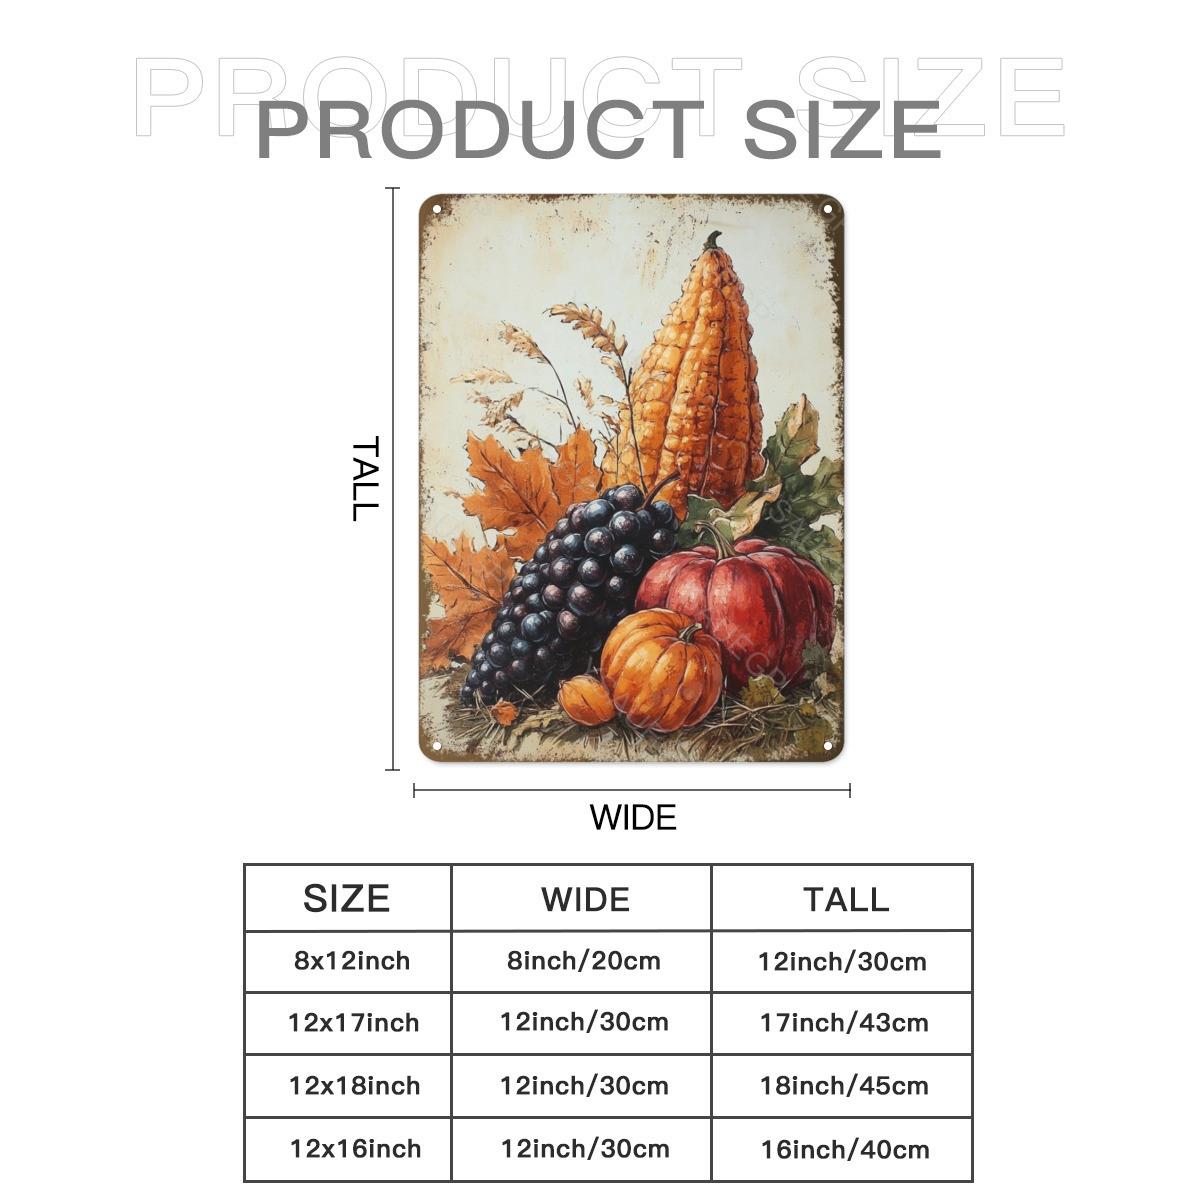 PRODUCT SIZE
PRODUCT SIZE
TALL
WIDE
SIZE WIDE TALL
8x12inch 8inch/20cm 12inch/30cm
12x17inch 12inch/30cm 17inch/43cm
12x18inch 12inch/30cm 18inch/45cm
12x16inch 12inch/30cm 16inch/40cm